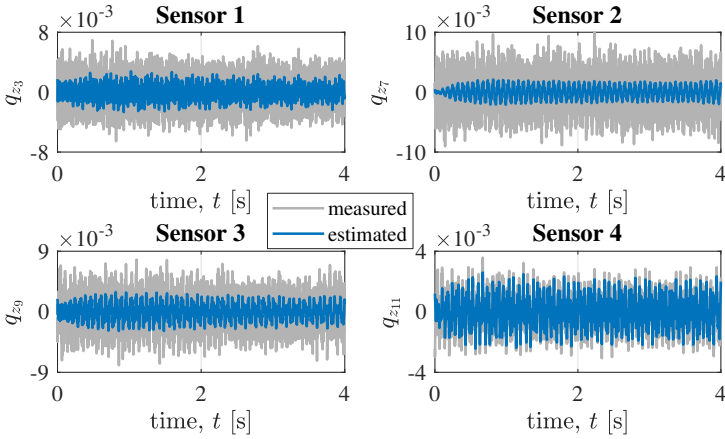 Sensor 1
×10⁻³
8
0
-8
q_{z_3}
0 2 4
time, t [s]
Sensor 2
×10⁻³
10
0
-10
q_{z_7}
0 2 4
time, t [s]
measured
estimated
Sensor 3
×10⁻³
9
0
-9
q_{z_9}
0 2 4
time, t [s]
Sensor 4
×10⁻³
4
0
-4
q_{z_{11}}
0 2 4
time, t [s]